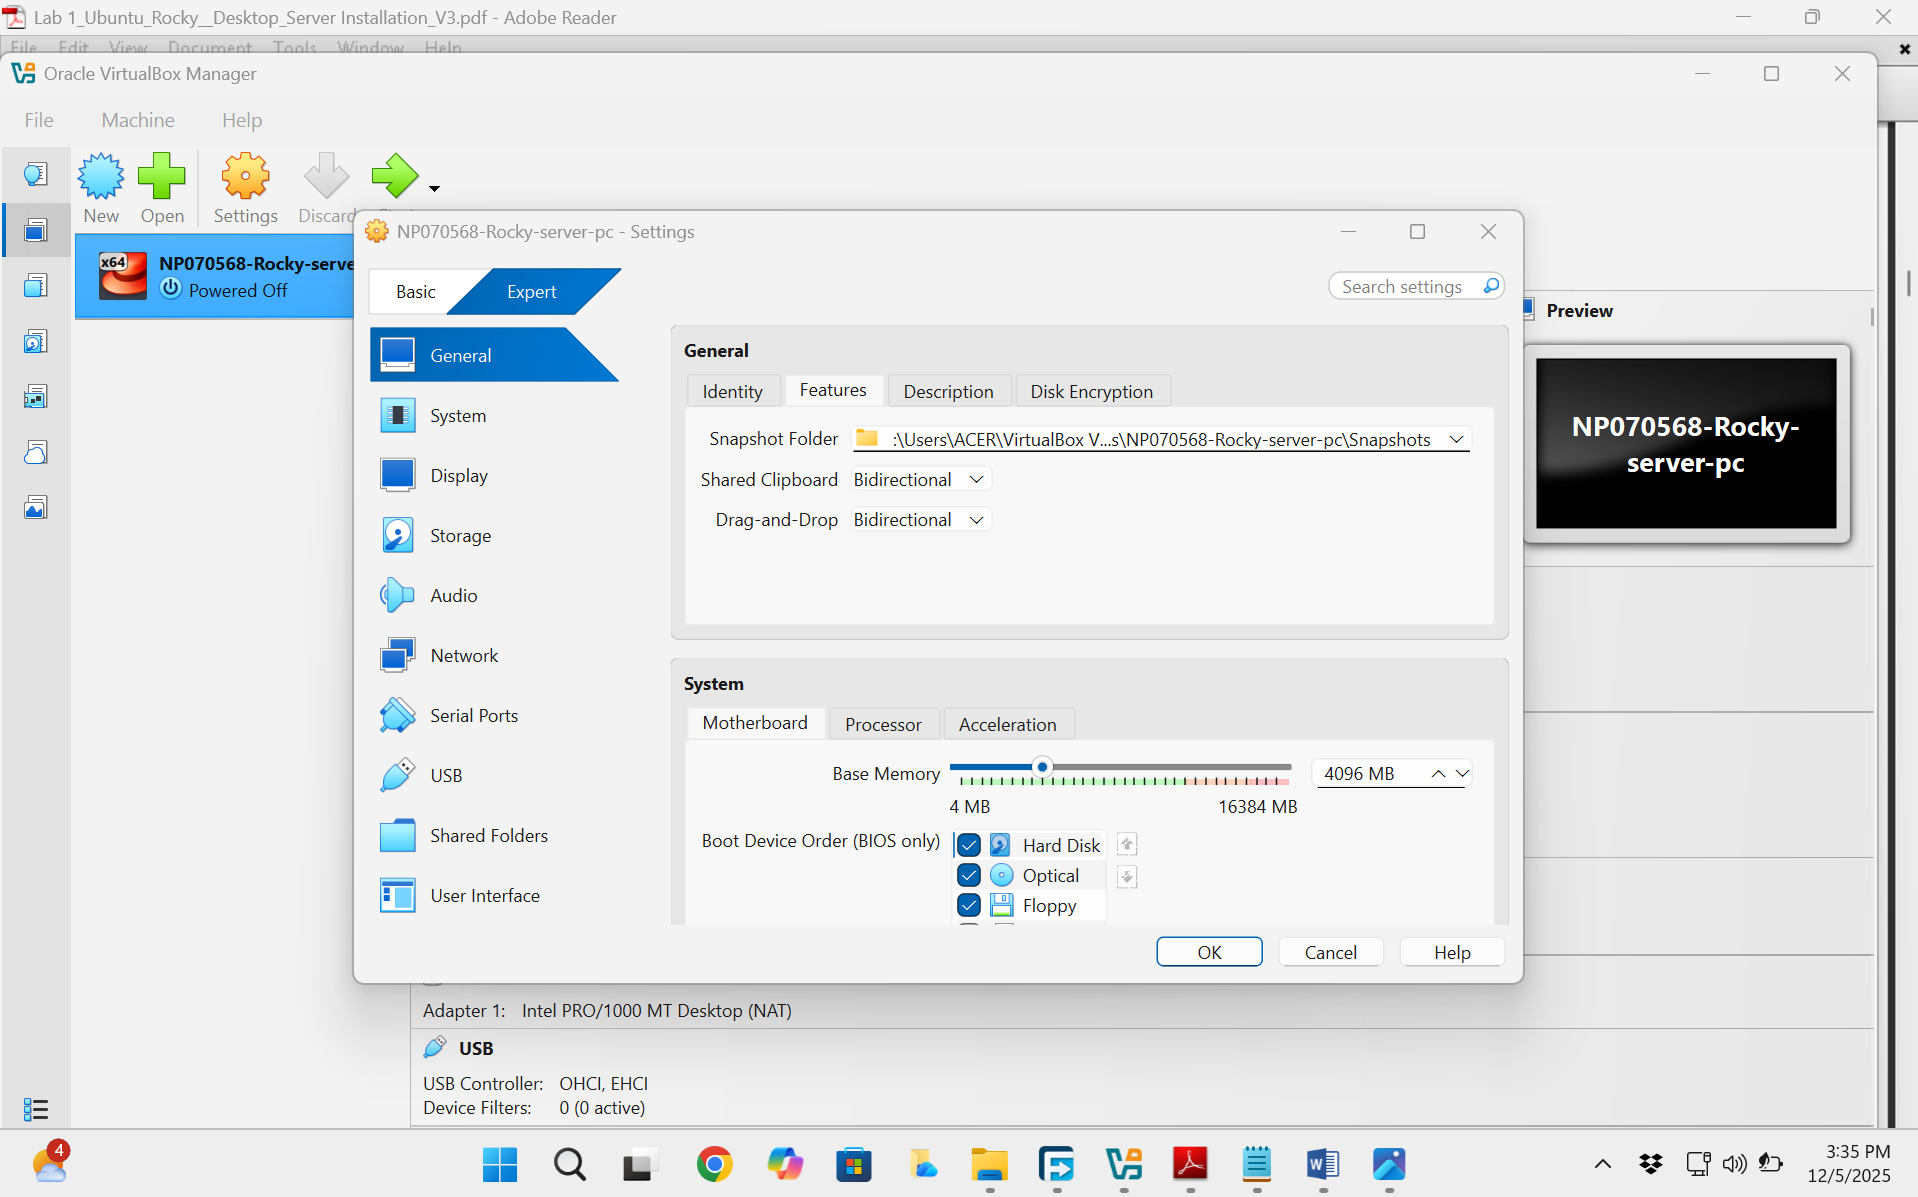 Lab 1_Ubuntu_Rocky__Desktop_Server Installation_V3.pdf - Adobe Reader
File Edit View Document Tools Window Help
Oracle VirtualBox Manager
File Machine Help
New Open Settings Discard
x64 NP070568-Rocky-serve
Powered Off
NP070568-Rocky-server-pc - Settings
Basic Expert
Search settings
General
System
Display
Storage
Audio
Network
Serial Ports
USB
Shared Folders
User Interface
General
Identity Features Description Disk Encryption
Snapshot Folder :\Users\ACER\VirtualBox V...s\NP070568-Rocky-server-pc\Snapshots
Shared Clipboard Bidirectional
Drag-and-Drop Bidirectional
System
Motherboard Processor Acceleration
Base Memory 4096 MB
4 MB 16384 MB
Boot Device Order (BIOS only) Hard Disk
Optical
Floppy
OK Cancel Help
Preview
NP070568-Rocky-
server-pc
Adapter 1: Intel PRO/1000 MT Desktop (NAT)
USB
USB Controller: OHCI, EHCI
Device Filters: 0 (0 active)
4
3:35 PM
12/5/2025